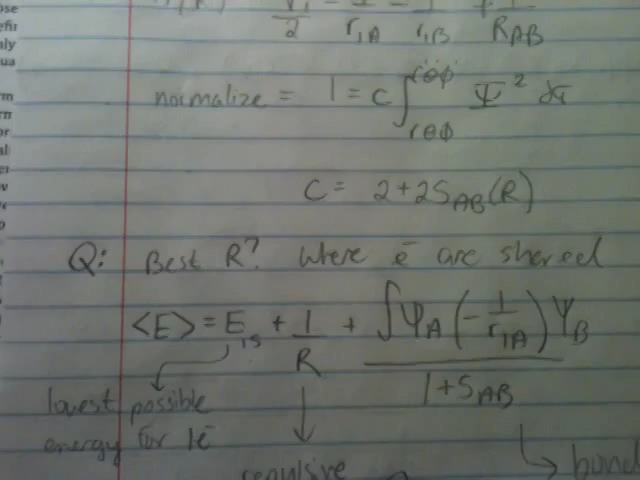 2 r1A r1B RAB
normalize = 1 = c ∫ Ψ² dτ
rθφ
C = 2+2SAB(R)
Q: Best R? Where e⁻ are shared
<E> = E1s + 1/R + ∫ψA(-1/r1A)ψB / 1+SAB
lowest possible
energy for 1e⁻
repulsive
bond